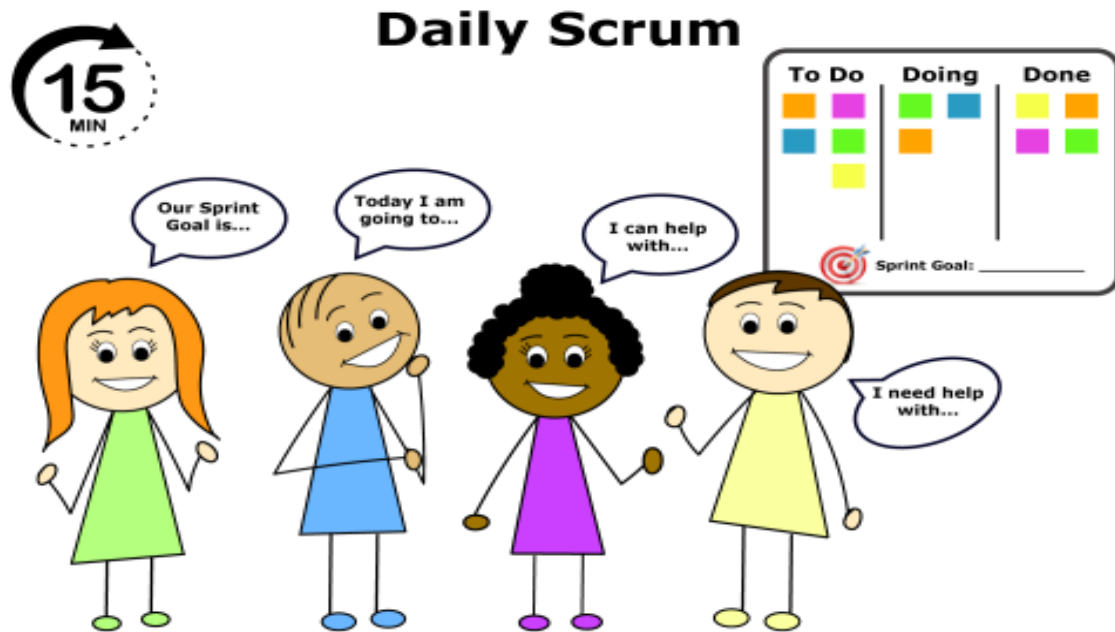 Daily Scrum
15
MIN
To Do
Doing
Done
Our Sprint
Goal is...
Today I am
going to...
I can help
with...
Sprint Goal: ____________
I need help
with...